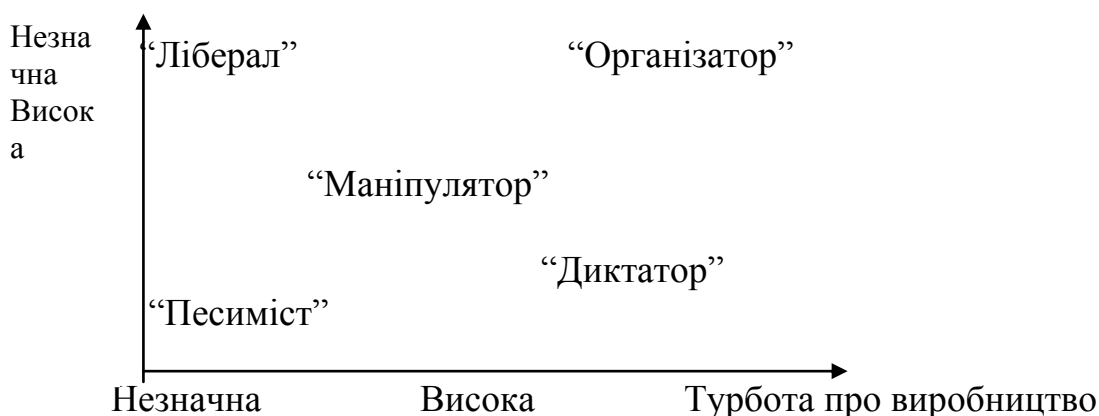 Незна
чна
Висок
а
“Ліберал” “Організатор”
“Маніпулятор”
“Диктатор”
“Песиміст”
Незначна Висока Турбота про виробництво